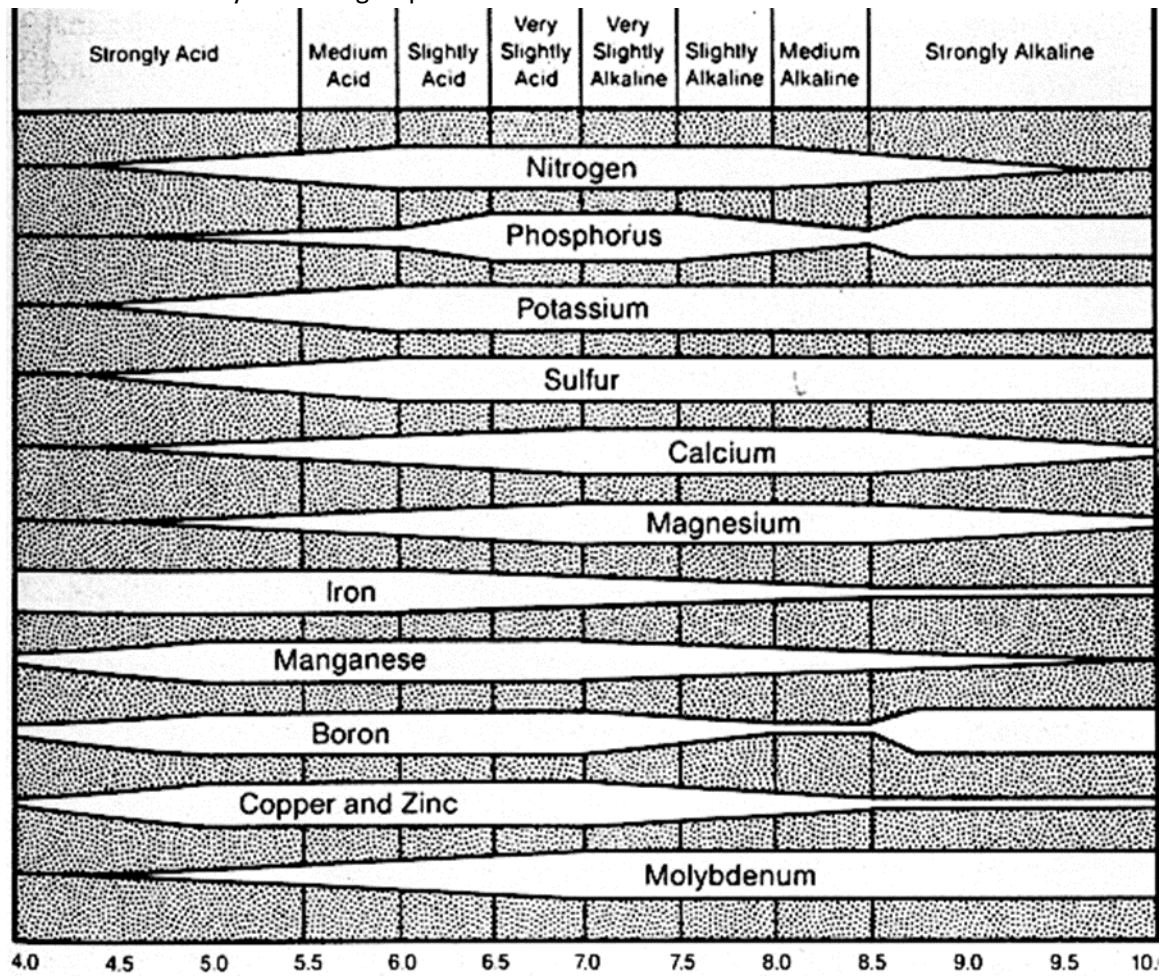 Strongly Acid
Medium
Acid
Slightly
Acid
Very
Slightly
Acid
Very
Slightly
Alkaline
Slightly
Alkaline
Medium
Alkaline
Strongly Alkaline
Nitrogen
Phosphorus
Potassium
Sulfur
Calcium
Magnesium
Iron
Manganese
Boron
Copper and Zinc
Molybdenum
4.0 4.5 5.0 5.5 6.0 6.5 7.0 7.5 8.0 8.5 9.0 9.5 10.